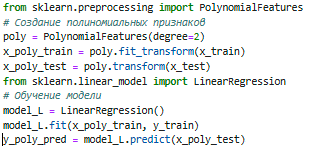 from sklearn.preprocessing import PolynomialFeatures
# Создание полиномиальных признаков
poly = PolynomialFeatures(degree=2)
x_poly_train = poly.fit_transform(x_train)
x_poly_test = poly.transform(x_test)
from sklearn.linear_model import LinearRegression
# Обучение модели
model_L = LinearRegression()
model_L.fit(x_poly_train, y_train)
y_poly_pred = model_L.predict(x_poly_test)